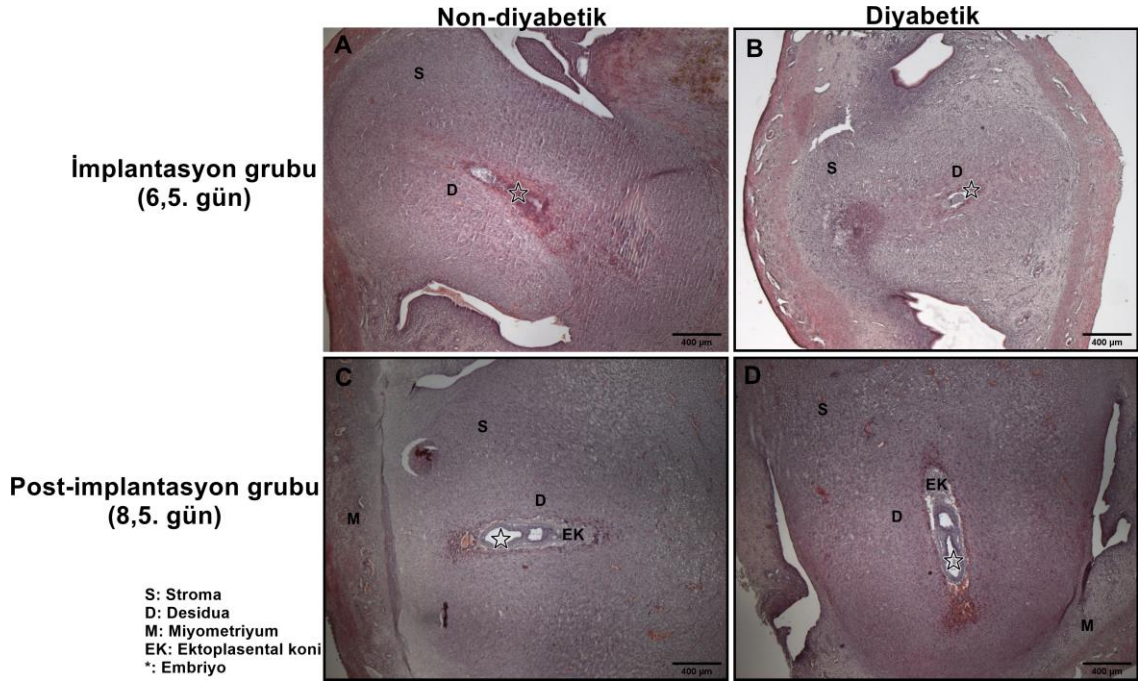 Non-diyabetik
Diyabetik
İmplantasyon grubu
(6,5. gün)
A
S
D
400 µm
B
S
D
400 µm
Post-implantasyon grubu
(8,5. gün)
C
S
D
EK
M
400 µm
D
S
EK
D
M
400 µm
S: Stroma
D: Desidua
M: Miyometriyum
EK: Ektoplasental koni
*: Embriyo